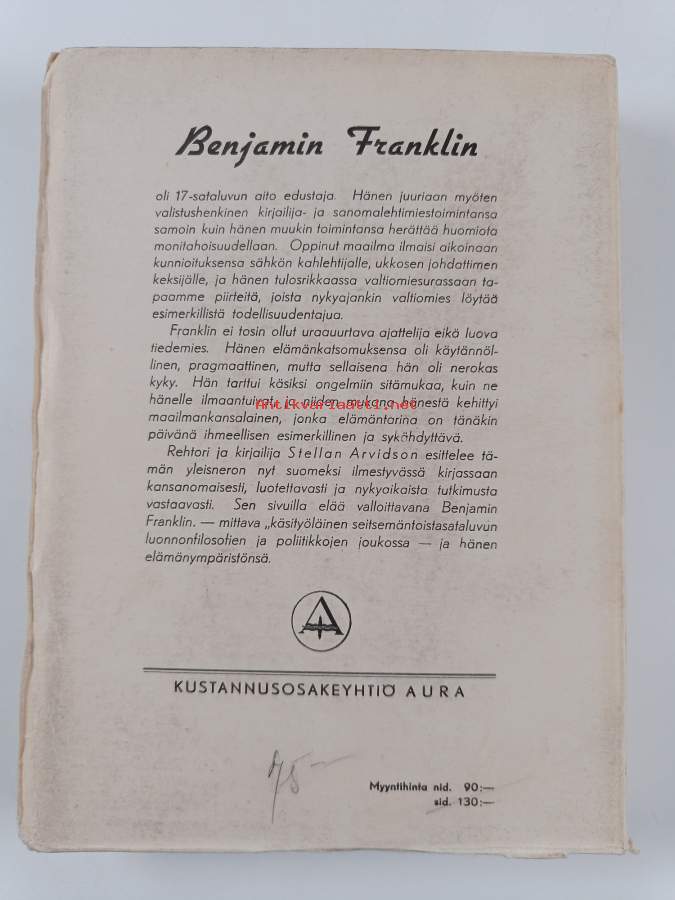 Benjamin Franklin
oli 17-sataluvun aito edustaja. Hänen juuriaan myöten
valistushenkinen kirjailija- ja sanomalehtimiestoimintansa
samoin kuin hänen muukin toimintansa herättää huomiota
monitahoisuudellaan. Oppinut maailma ilmaisi aikoinaan
kunnioituksensa sähkön kahlehtijalle, ukkosen johdattimen
keksijälle, ja hänen tulosrikkaassa valtiomiesurassaan ta-
paamme piirteitä, joista nykyajankin valtiomies löytää
esimerkillistä todellisuudentajua.
Franklin ei tosin ollut uraauurtava ajattelija eikä luova
tiedemies. Hänen elämänkatsomuksensa oli käytännöl-
linen, pragmaattinen, mutta sellaisena hän oli nerokas
kyky. Hän tarttui käsiksi ongelmiin sitämukaa, kuin ne
hänelle ilmaantuivat, ja niiden mukana hänestä kehittyi
Antikvariaatti.net
maailmankansalainen, jonka elämäntarina on tänäkin
päivänä ihmeellisen esimerkillinen ja sykähdyttävä.
Rehtori ja kirjailija Stellan Arvidson esittelee tä-
män yleisneron nyt suomeksi ilmestyvässä kirjassaan
kansanomaisesti, luotettavasti ja nykyaikaista tutkimusta
vastaavasti. Sen sivuilla elää valloittavana Benjamin
Franklin. — mittava „käsityöläinen seitsemäntoistasataluvun
luonnonfilosofien ja poliitikkojen joukossa — ja hänen
elämänympäristönsä.
A
KUSTANNUSOSAKEYHTIÖ AURA
75 —
Myyntihinta nid. 90:—
sid. 130:—